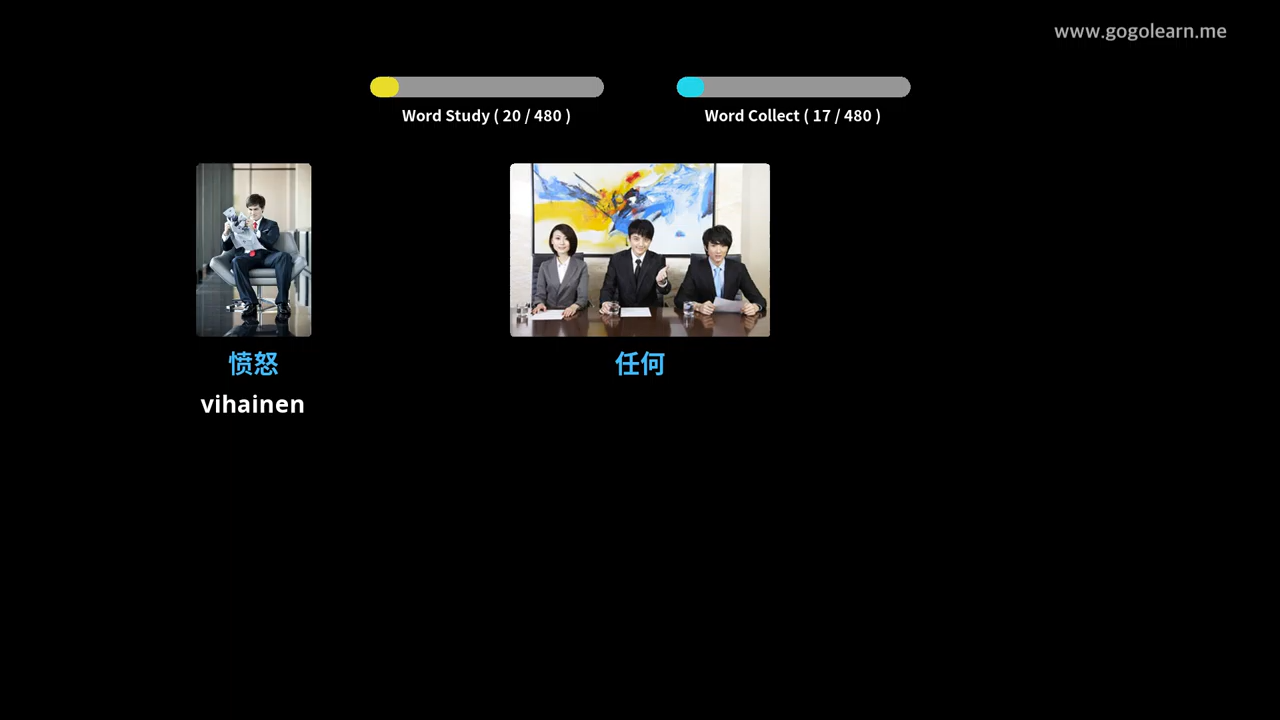 www.gogolearn.me
Word Study ( 20 / 480 )
Word Collect ( 17 / 480 )
愤怒
任何
vihainen